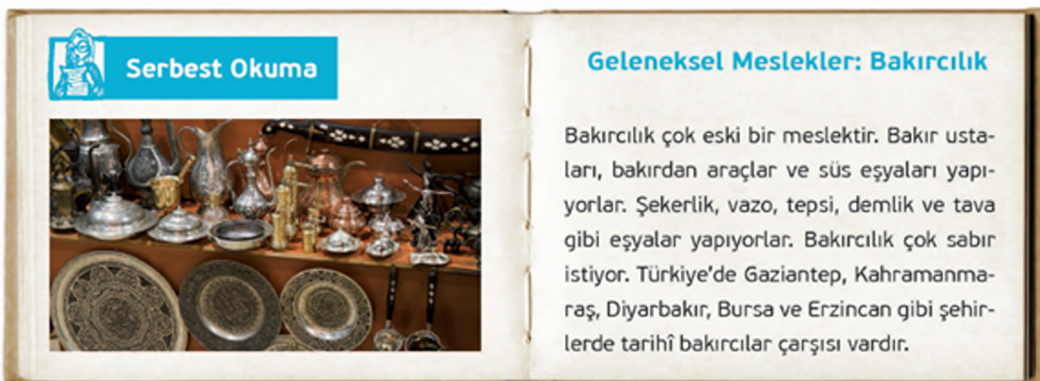 Serbest Okuma
Geleneksel Meslekler: Bakırcılık
Bakırcılık çok eski bir meslektir. Bakır usta-
ları, bakırdan araçlar ve süs eşyaları yapı-
yorlar. Şekerlik, vazo, tepsi, demlik ve tava
gibi eşyalar yapıyorlar. Bakırcılık çok sabır
istiyor. Türkiye'de Gaziantep, Kahramanma-
raş, Diyarbakır, Bursa ve Erzincan gibi şehir-
lerde tarihî bakırcılar çarşısı vardır.